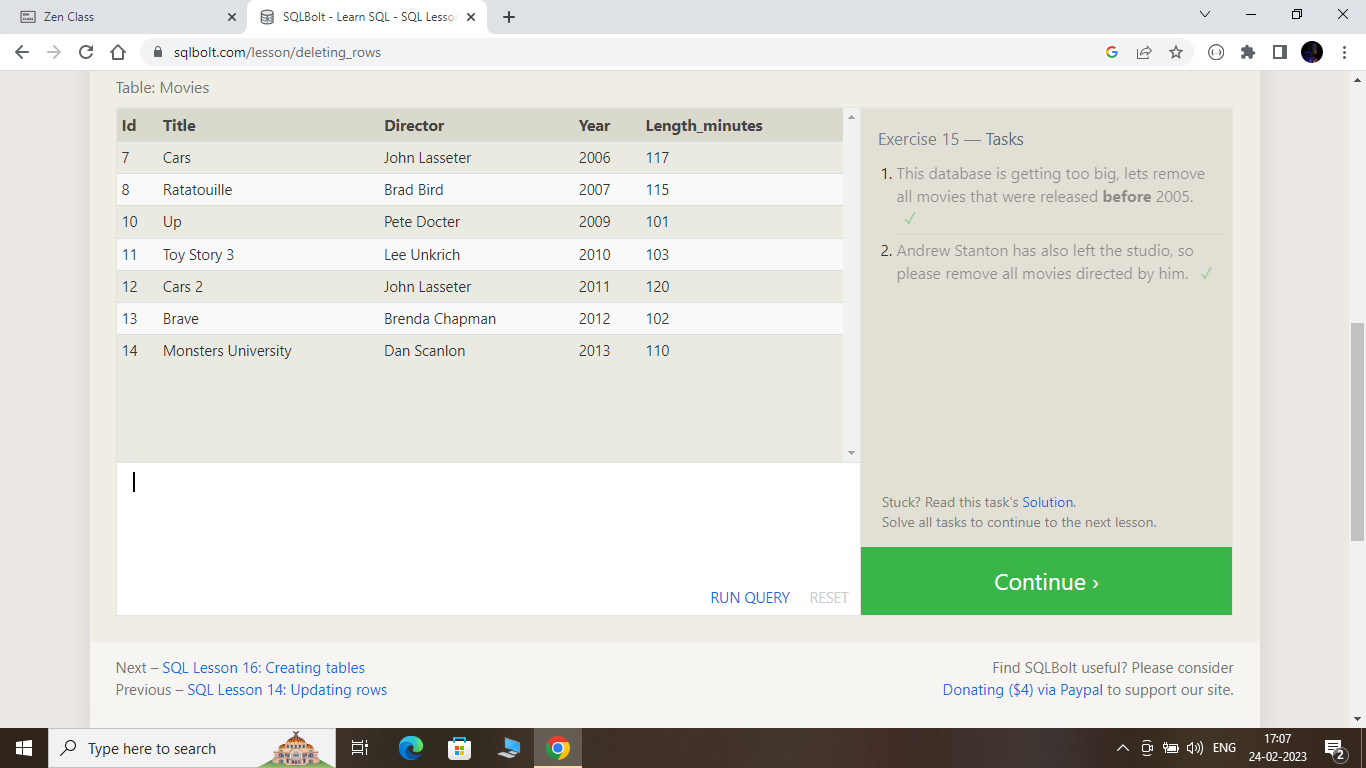 Zen Class
SQLBolt - Learn SQL - SQL Lesson
sqlbolt.com/lesson/deleting_rows
Table: Movies
Id Title Director Year Length_minutes
7 Cars John Lasseter 2006 117
8 Ratatouille Brad Bird 2007 115
10 Up Pete Docter 2009 101
11 Toy Story 3 Lee Unkrich 2010 103
12 Cars 2 John Lasseter 2011 120
13 Brave Brenda Chapman 2012 102
14 Monsters University Dan Scanlon 2013 110
RUN QUERY RESET
Exercise 15 — Tasks
1. This database is getting too big, lets remove
all movies that were released before 2005.
✓
2. Andrew Stanton has also left the studio, so
please remove all movies directed by him. ✓
Stuck? Read this task's Solution.
Solve all tasks to continue to the next lesson.
Continue ›
Next – SQL Lesson 16: Creating tables
Previous – SQL Lesson 14: Updating rows
Find SQLBolt useful? Please consider
Donating ($4) via Paypal to support our site.
Type here to search
ENG
17:07
24-02-2023
2